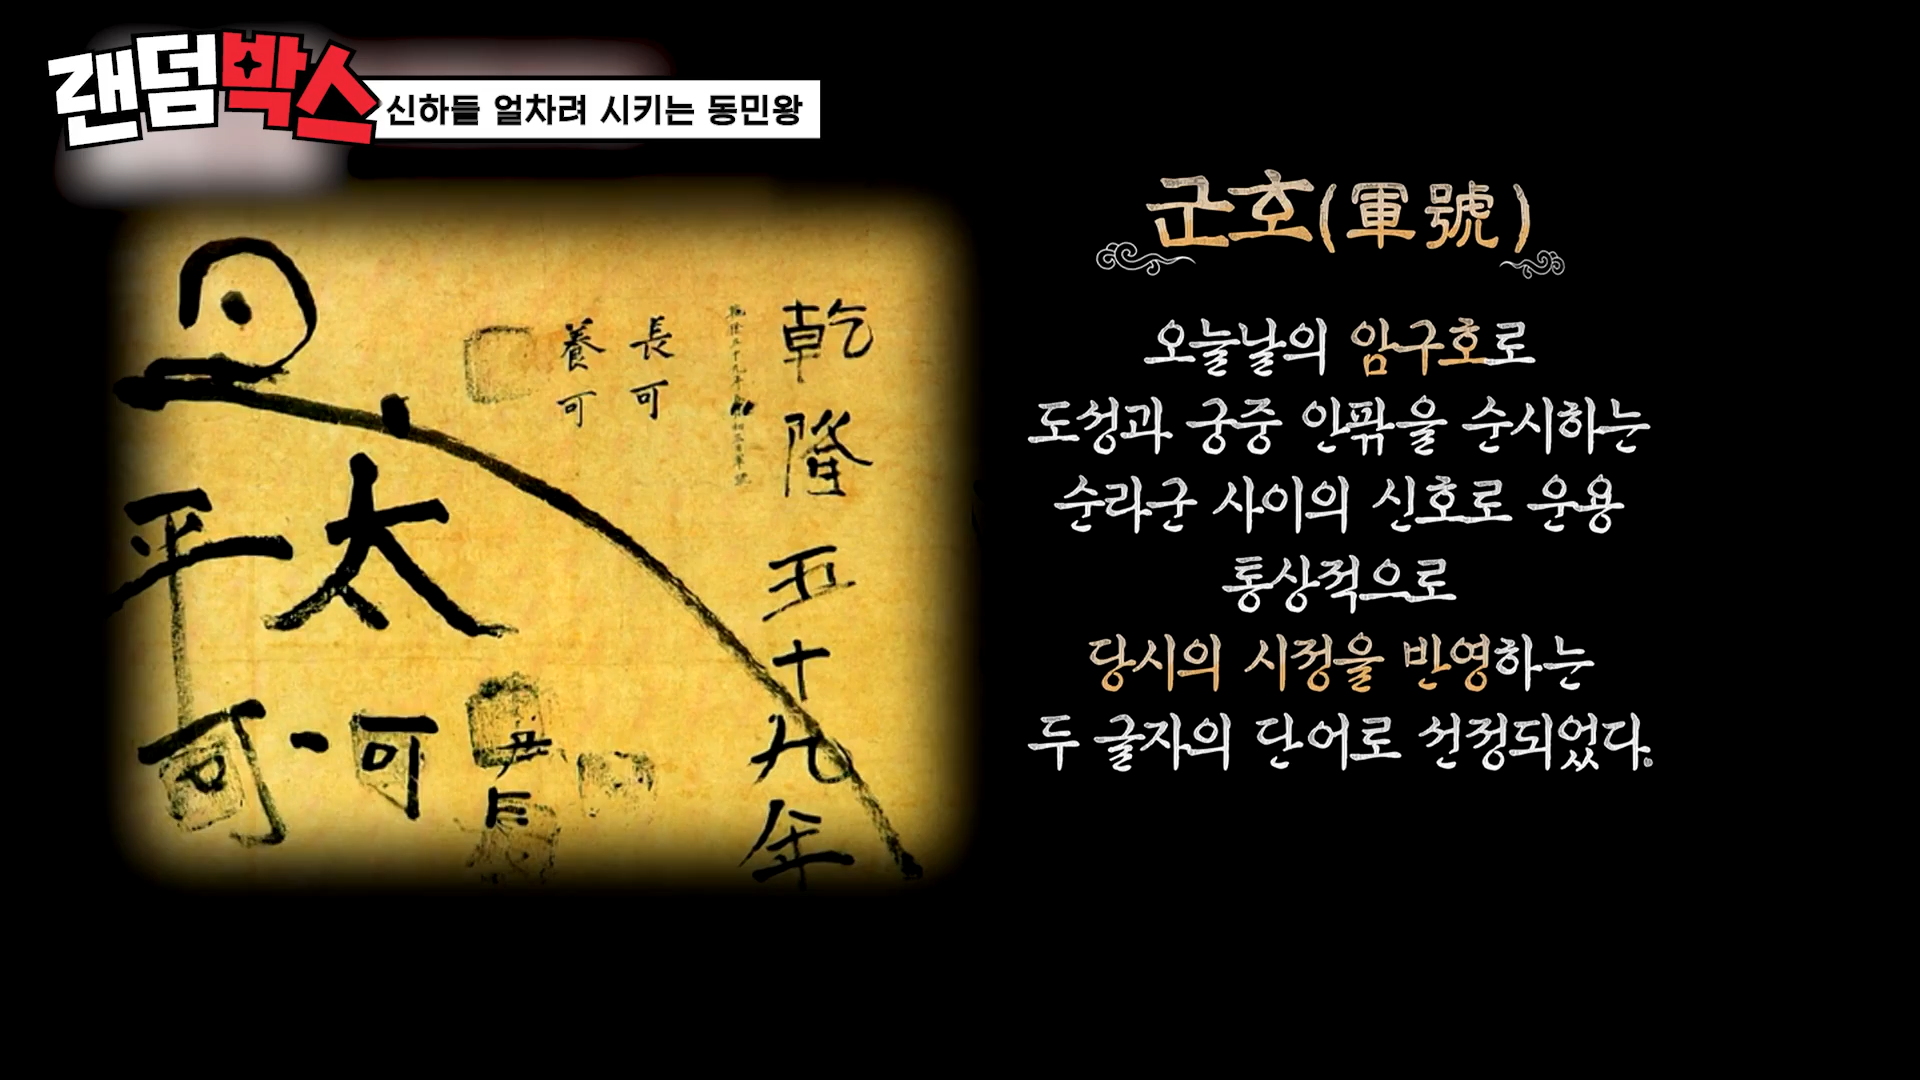 랜덤박스
신하들 얼차려 시키는 동민왕
군호(軍號)
오늘날의 암구호로
도성과 궁중 안팎을 순시하는
순라군 사이의 신호로 운용
통상적으로
당시의 시정을 반영하는
두 글자의 단어로 선정되었다.
乾隆五十九年
長可
養可
太平
可
可